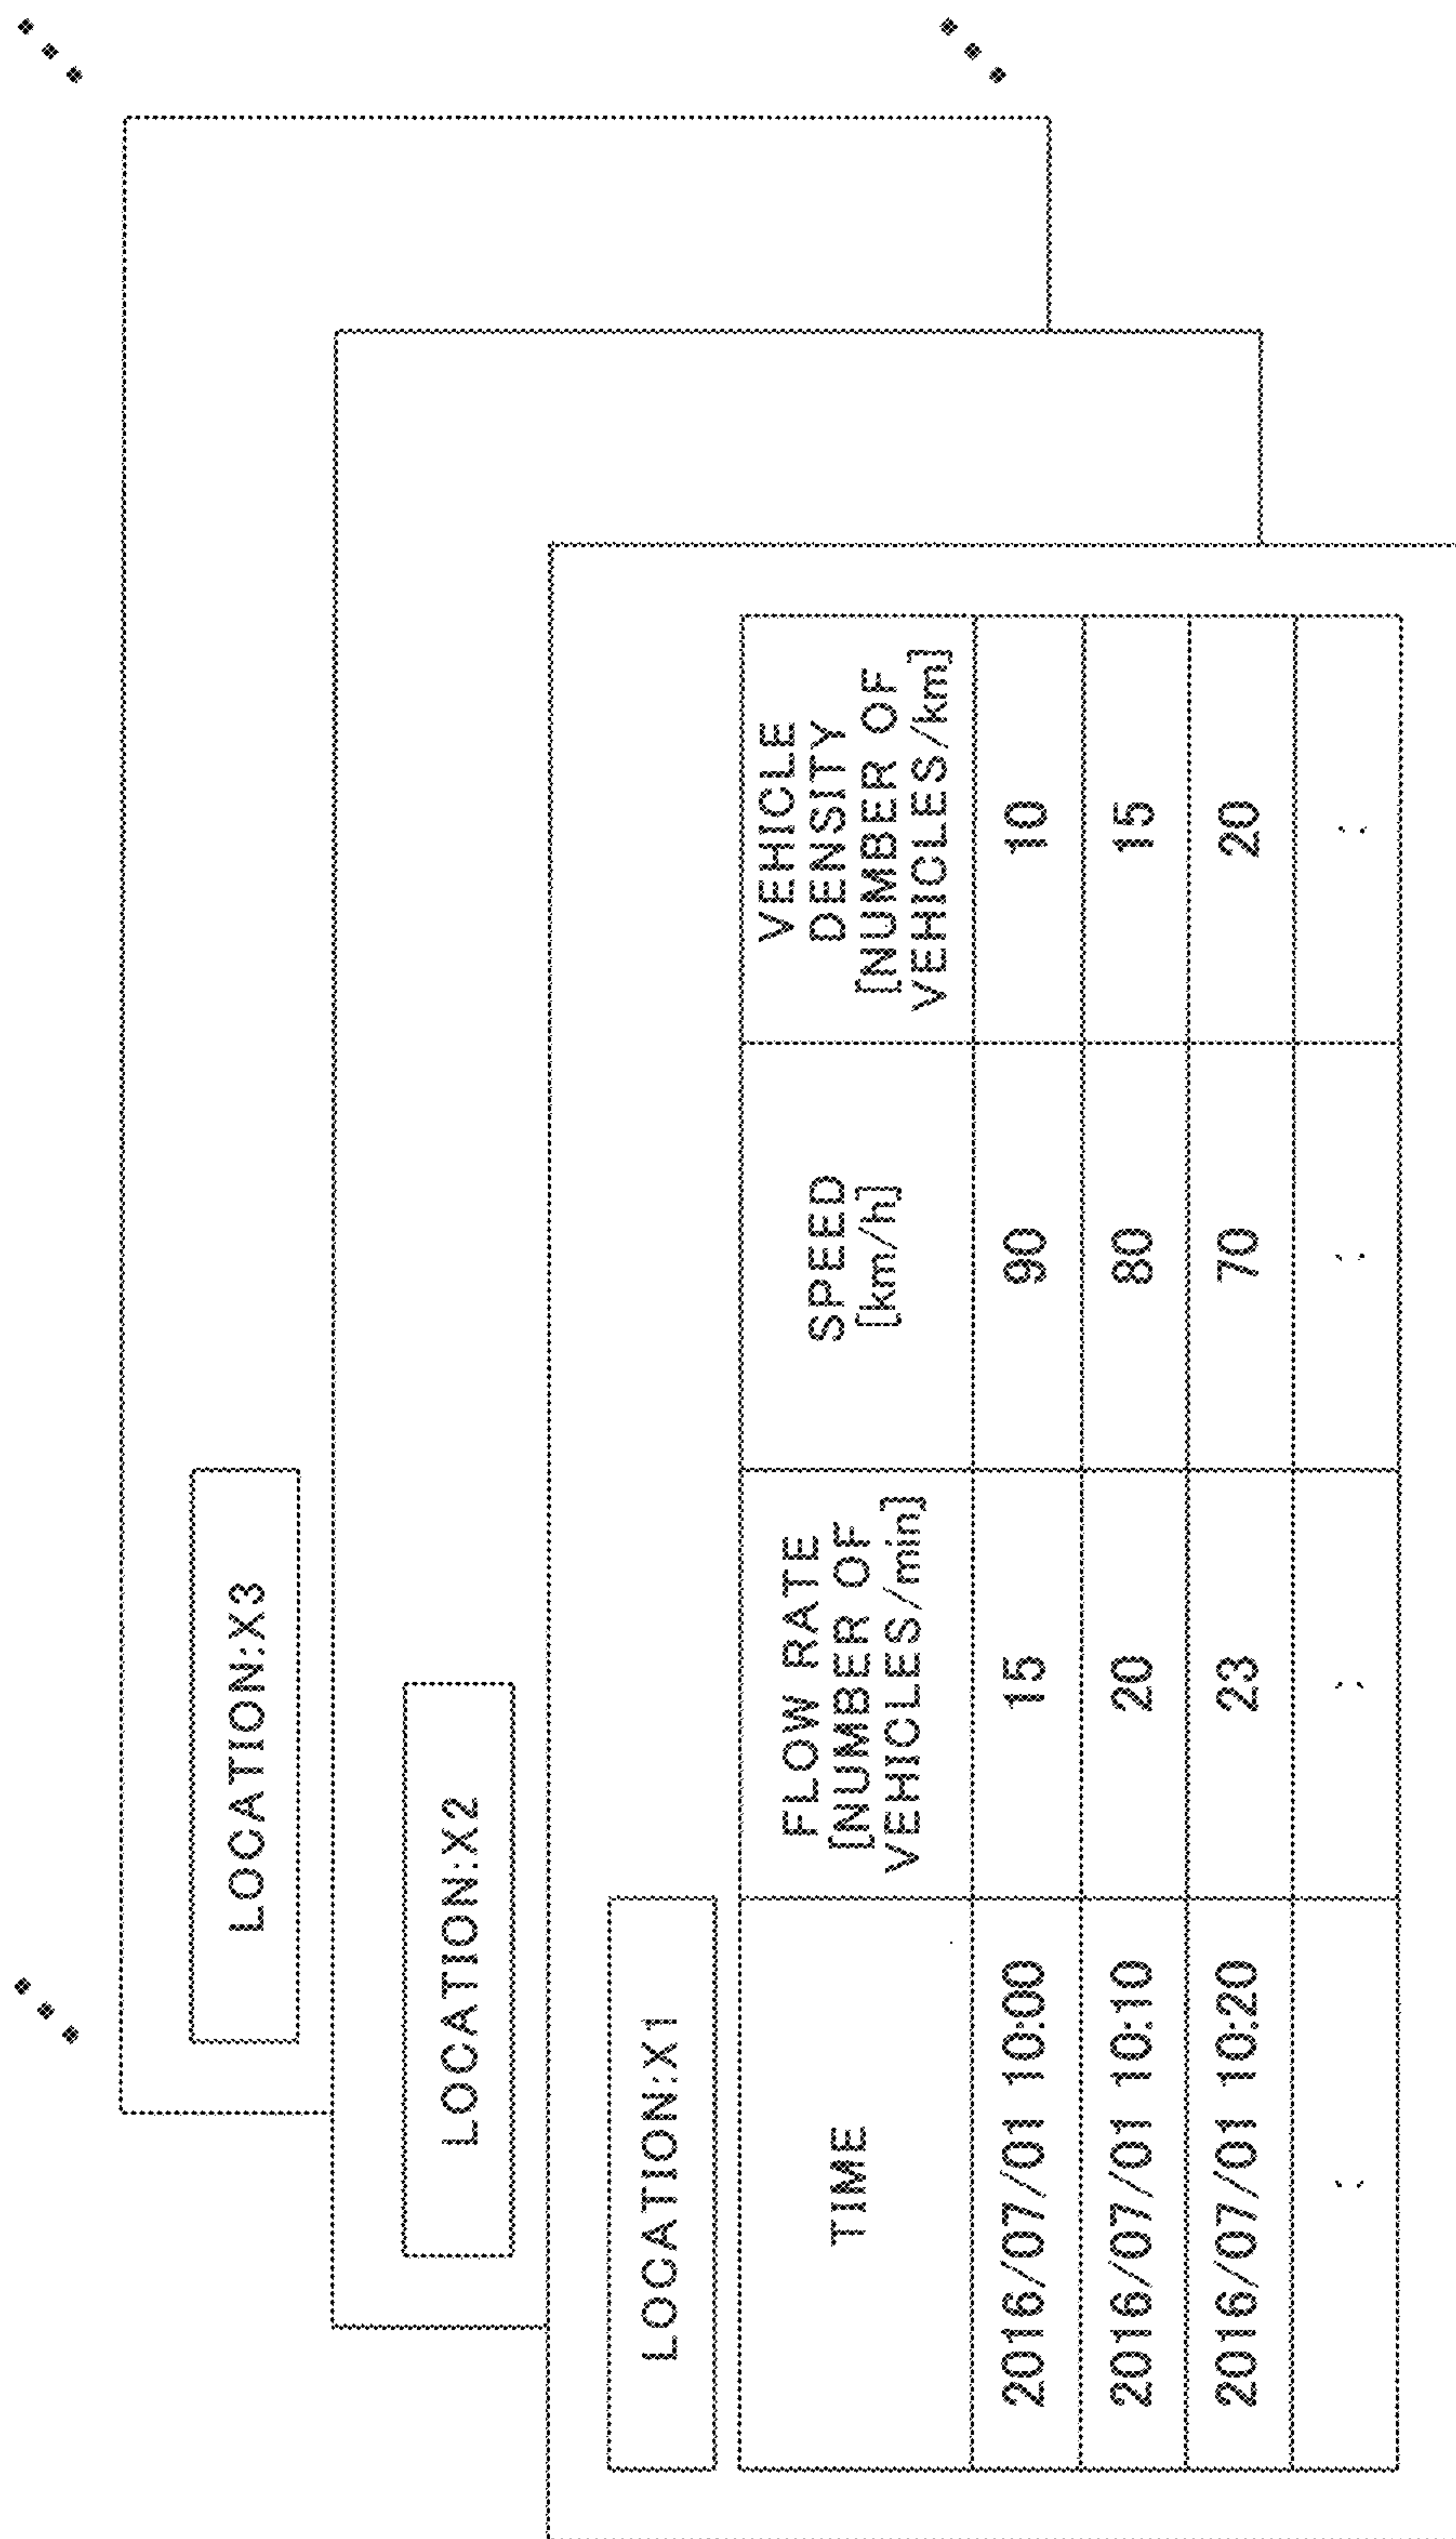 LOCATION:X3
LOCATION:X2
LOCATION:X1
TIME
FLOW RATE
[NUMBER OF
VEHICLES/min]
SPEED
[km/h]
VEHICLE
DENSITY
[NUMBER OF
VEHICLES/km]
2016/07/01 10:00 15 90 10
2016/07/01 10:10 20 80 15
2016/07/01 10:20 23 70 20
: : : :